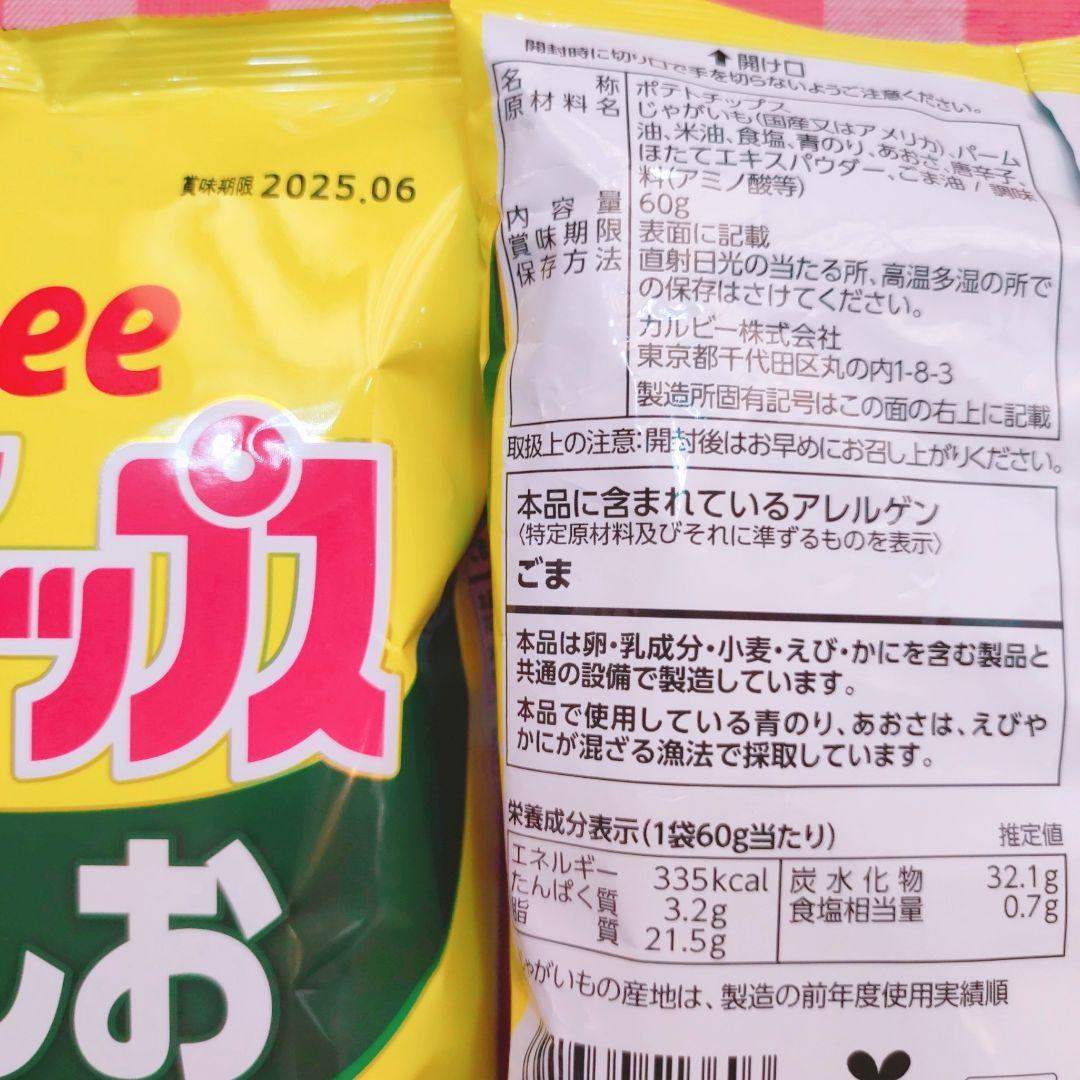 賞味期限 2025.06
ee
ップス
お
開封時に切り口で手を切らないようご注意ください。
⬆開け口
名称 ポテトチップス
原材料名 じゃがいも(国産又はアメリカ)、パーム
油、米油、食塩、青のり、あおさ、唐辛子、
ほたてエキスパウダー、ごま油 / 調味
料(アミノ酸等)
内容量 60g
賞味期限 表面に記載
保存方法 直射日光の当たる所、高温多湿の所で
の保存はさけてください。
カルビー株式会社
東京都千代田区丸の内1-8-3
製造所固有記号はこの面の右上に記載
取扱上の注意:開封後はお早めにお召し上がりください。
本品に含まれているアレルゲン
〈特定原材料及びそれに準ずるものを表示〉
ごま
本品は卵・乳成分・小麦・えび・かにを含む製品と
共通の設備で製造しています。
本品で使用している青のり、あおさは、えびや
かにが混ざる漁法で採取しています。
栄養成分表示(1袋60g当たり) 推定値
エネルギー 335kcal 炭水化物 32.1g
たんぱく質 3.2g 食塩相当量 0.7g
脂質 21.5g
じゃがいもの産地は、製造の前年度使用実績順